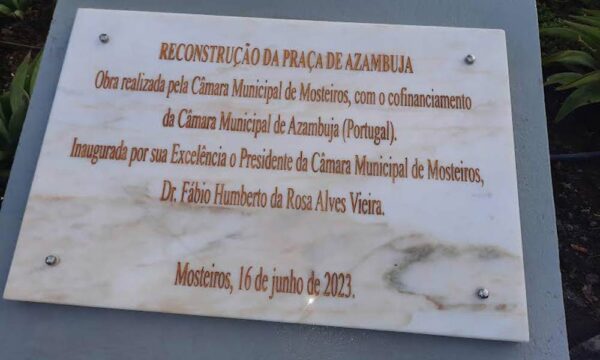 RECONSTRUÇÃO DA PRAÇA DE AZAMBUJA
Obra realizada pela Câmara Municipal de Mosteiros, com o cofinanciamento
da Câmara Municipal de Azambuja (Portugal).
Inaugurada por sua Excelência o Presidente da Câmara Municipal de Mosteiros,
Dr. Fábio Humberto da Rosa Alves Vieira.
Mosteiros, 16 de junho de 2023.